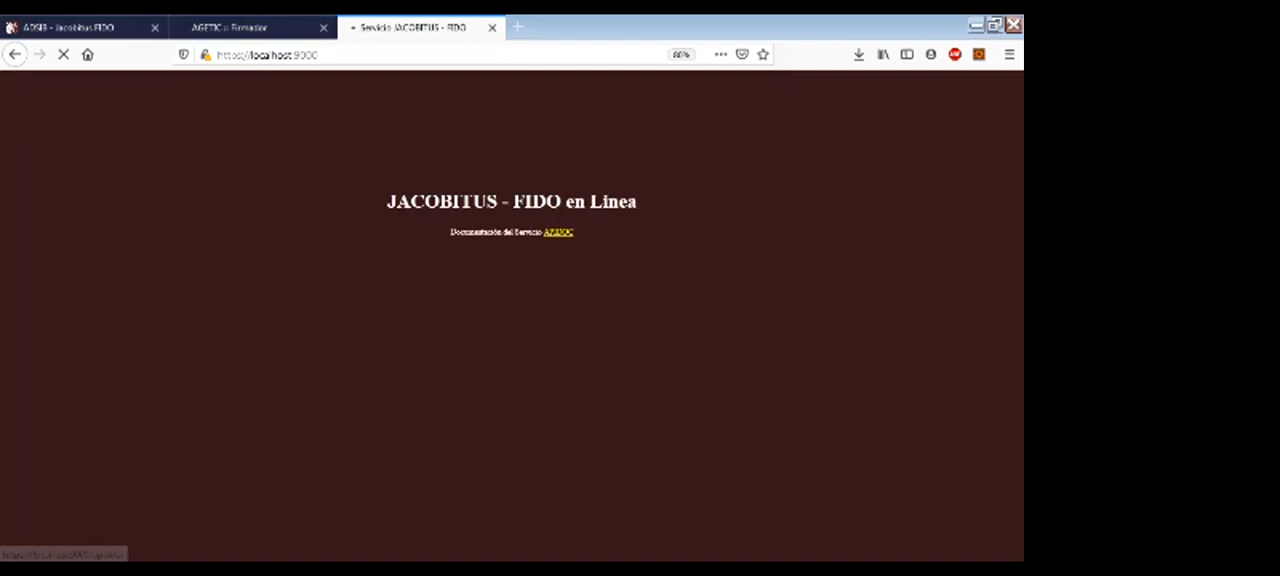 ADSIB - Jacobitus FIDO
AGETIC :: Firmador
Servicio JACOBITUS - FIDO
https://localhost:9000
80%
JACOBITUS - FIDO en Linea
Documentación del Servicio APIDOC